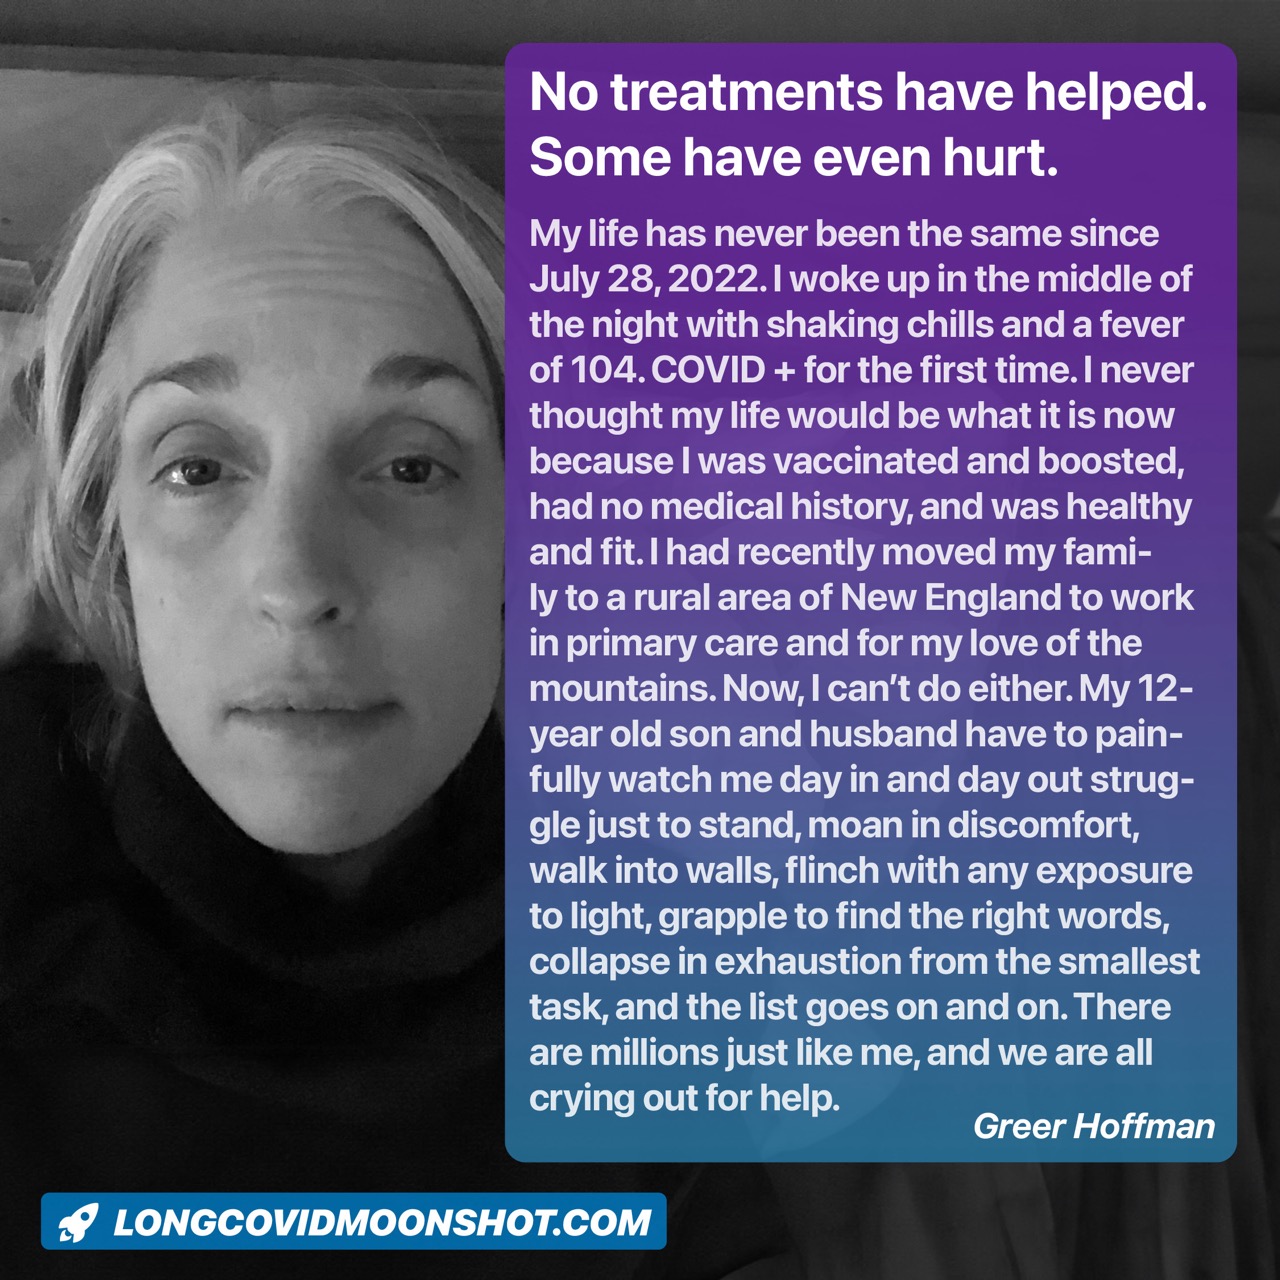 No treatments have helped.
Some have even hurt.
My life has never been the same since
July 28, 2022. I woke up in the middle of
the night with shaking chills and a fever
of 104. COVID + for the first time. I never
thought my life would be what it is now
because I was vaccinated and boosted,
had no medical history, and was healthy
and fit. I had recently moved my fami-
ly to a rural area of New England to work
in primary care and for my love of the
mountains. Now, I can’t do either. My 12-
year old son and husband have to pain-
fully watch me day in and day out strug-
gle just to stand, moan in discomfort,
walk into walls, flinch with any exposure
to light, grapple to find the right words,
collapse in exhaustion from the smallest
task, and the list goes on and on. There
are millions just like me, and we are all
crying out for help.
Greer Hoffman
LONGCOVIDMOONSHOT.COM